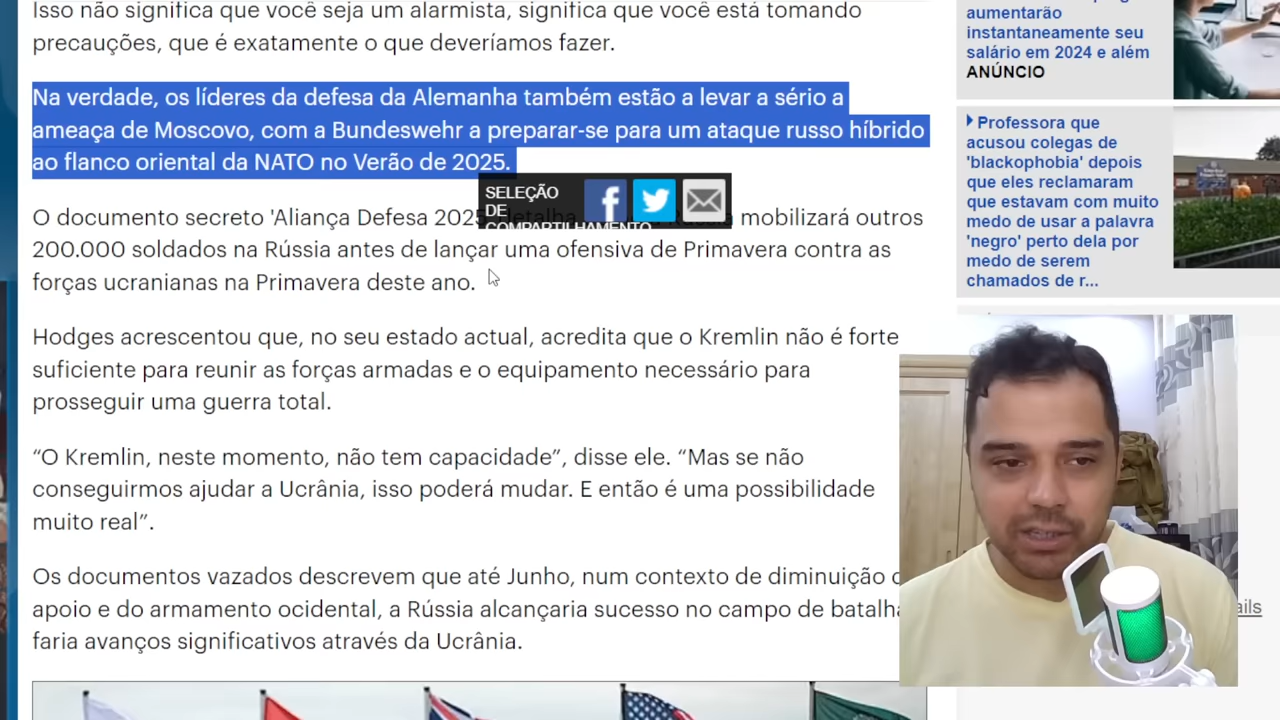 Isso não significa que você seja um alarmista, significa que você está tomando
precauções, que é exatamente o que deveríamos fazer.
Na verdade, os líderes da defesa da Alemanha também estão a levar a sério a
ameaça de Moscovo, com a Bundeswehr a preparar-se para um ataque russo híbrido
ao flanco oriental da NATO no Verão de 2025.
SELEÇÃO
DE
COMPARTILHAMENTO
O documento secreto 'Aliança Defesa 2025 mobilizará outros
200.000 soldados na Rússia antes de lançar uma ofensiva de Primavera contra as
forças ucranianas na Primavera deste ano.
Hodges acrescentou que, no seu estado actual, acredita que o Kremlin não é forte
suficiente para reunir as forças armadas e o equipamento necessário para
prosseguir uma guerra total.
“O Kremlin, neste momento, não tem capacidade”, disse ele. “Mas se não
conseguirmos ajudar a Ucrânia, isso poderá mudar. E então é uma possibilidade
muito real”.
Os documentos vazados descrevem que até Junho, num contexto de diminuição
apoio e do armamento ocidental, a Rússia alcançaria sucesso no campo de batalha
faria avanços significativos através da Ucrânia.
aumentarão
instantaneamente seu
salário em 2024 e além
ANÚNCIO
Professora que
acusou colegas de
'blackophobia' depois
que eles reclamaram
que estavam com muito
medo de usar a palavra
'negro' perto dela por
medo de serem
chamados de r...
ails